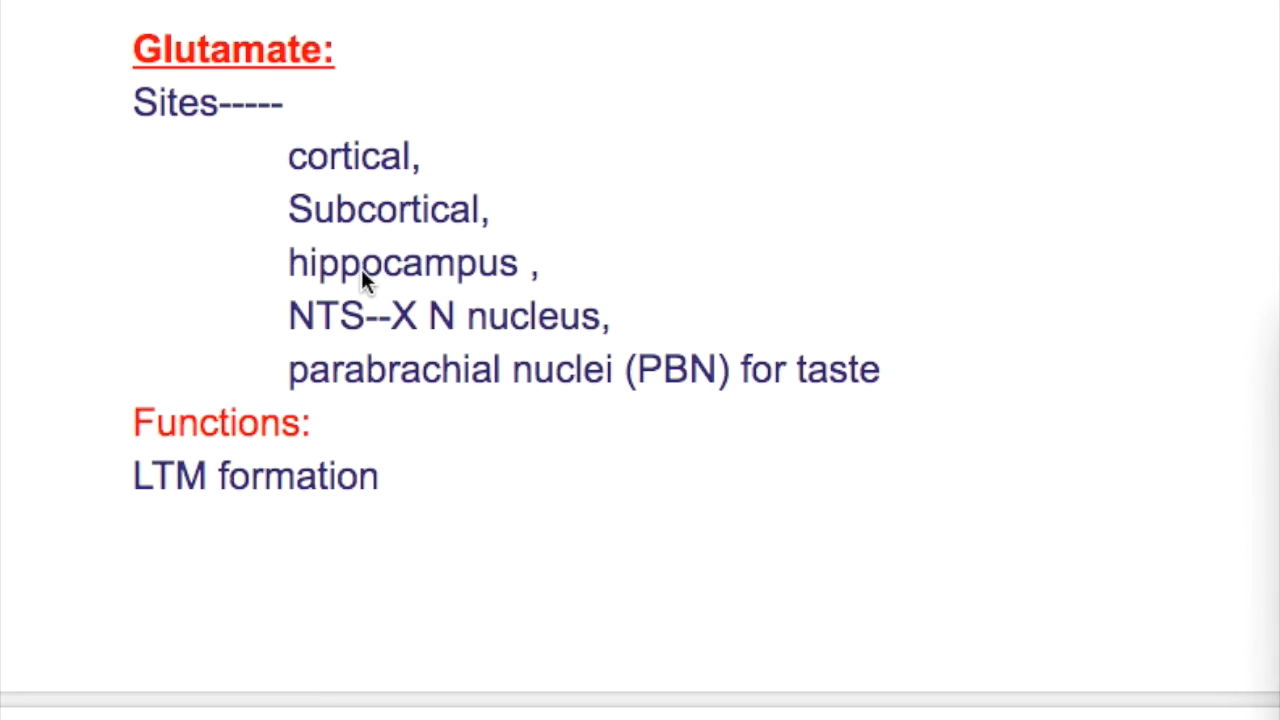 Glutamate:
Sites-----
cortical,
Subcortical,
hippocampus ,
NTS--X N nucleus,
parabrachial nuclei (PBN) for taste
Functions:
LTM formation